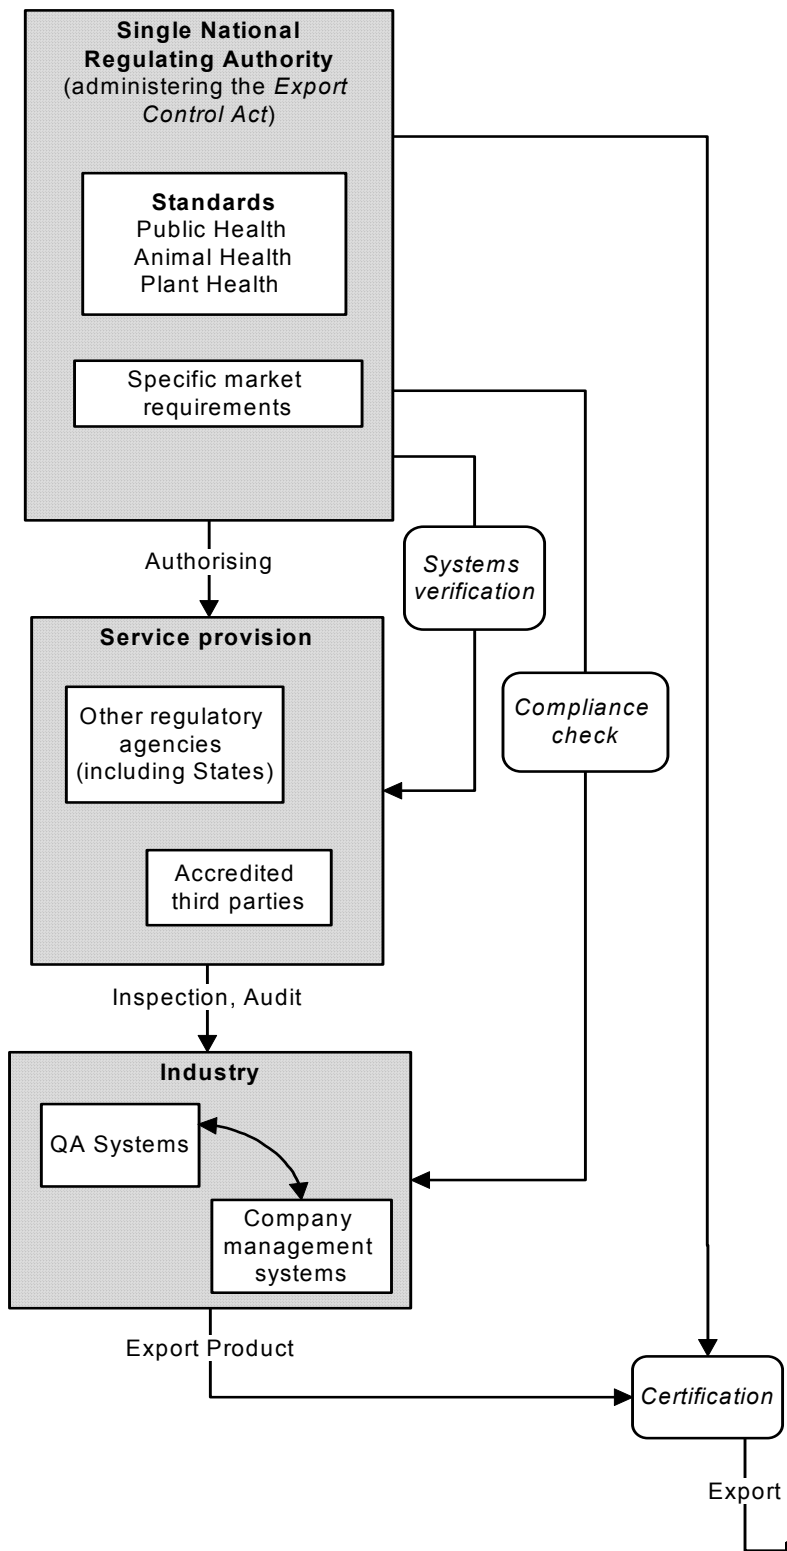 Single National
Regulating Authority
(administering the Export
Control Act)
Standards
Public Health
Animal Health
Plant Health
Specific market
requirements
Authorising
Systems
verification
Service provision
Other regulatory
agencies
(including States)
Compliance
check
Accredited
third parties
Inspection, Audit
Industry
QA Systems
Company
management
systems
Export Product
Certification
Export